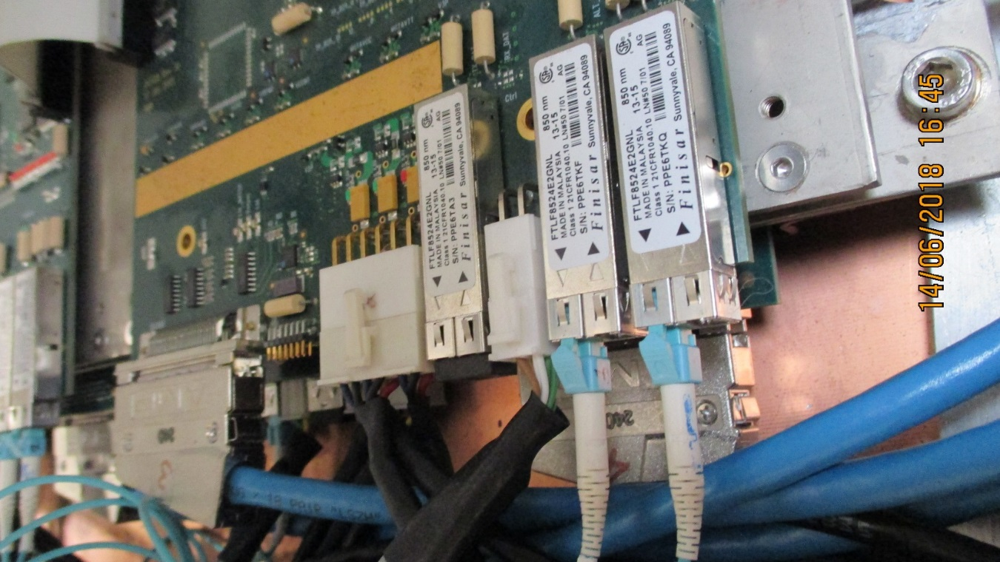 FTLF8524E2GNL 850 nm
MADE IN MALAYSIA 13-15 AG
Class 1 21CFR1040.10 LN#50 7/01
S/N: PPE6TA3
Finisar Sunnyvale, CA 94089
Ctrl
FTLF8524E2GNL 850 nm
MADE IN MALAYSIA 13-15 AG
Class 1 21CFR1040.10 LN#50 7/01
S/N: PPE6TKF
Finisar Sunnyvale, CA 94089
FTLF8524E2GNL 850 nm
MADE IN MALAYSIA 13-15 AG
Class 1 21CFR1040.10 LN#50 7/01
S/N: PPE6TKQ
Finisar Sunnyvale, CA 94089
240
14/06/2018 16:45